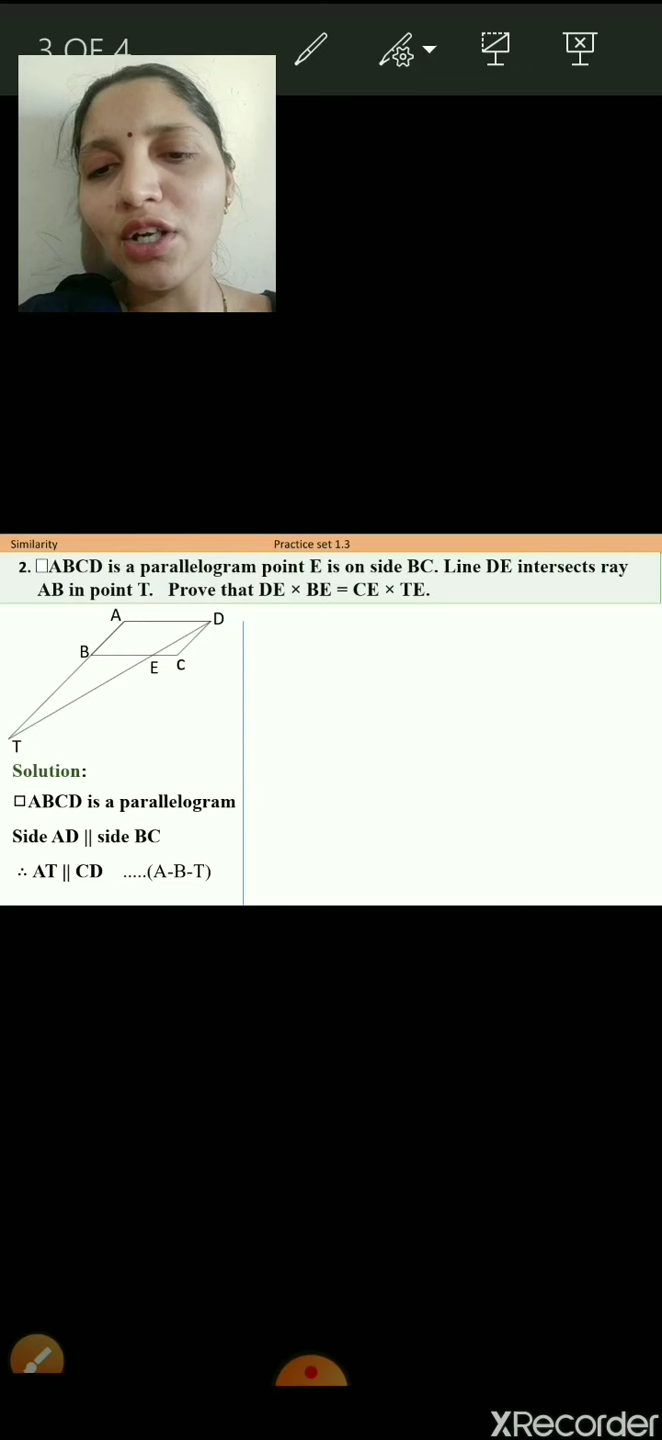 3 OF 4
Similarity Practice set 1.3
2. □ABCD is a parallelogram point E is on side BC. Line DE intersects ray
AB in point T. Prove that DE × BE = CE × TE.
A
D
B
E C
T
Solution:
□ABCD is a parallelogram
Side AD || side BC
∴ AT || CD .....(A-B-T)
XRecorder